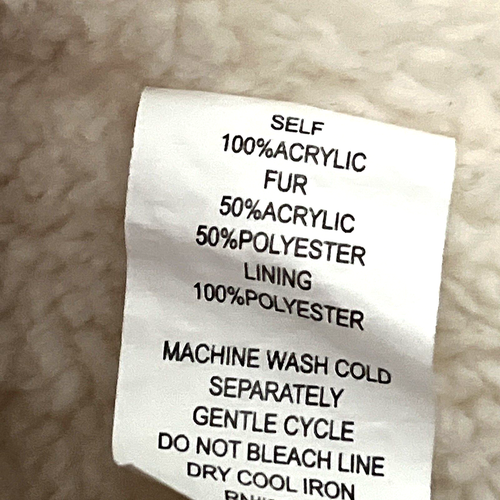 SELF
100%ACRYLIC
FUR
50%ACRYLIC
50%POLYESTER
LINING
100%POLYESTER
MACHINE WASH COLD
SEPARATELY
GENTLE CYCLE
DO NOT BLEACH LINE
DRY COOL IRON